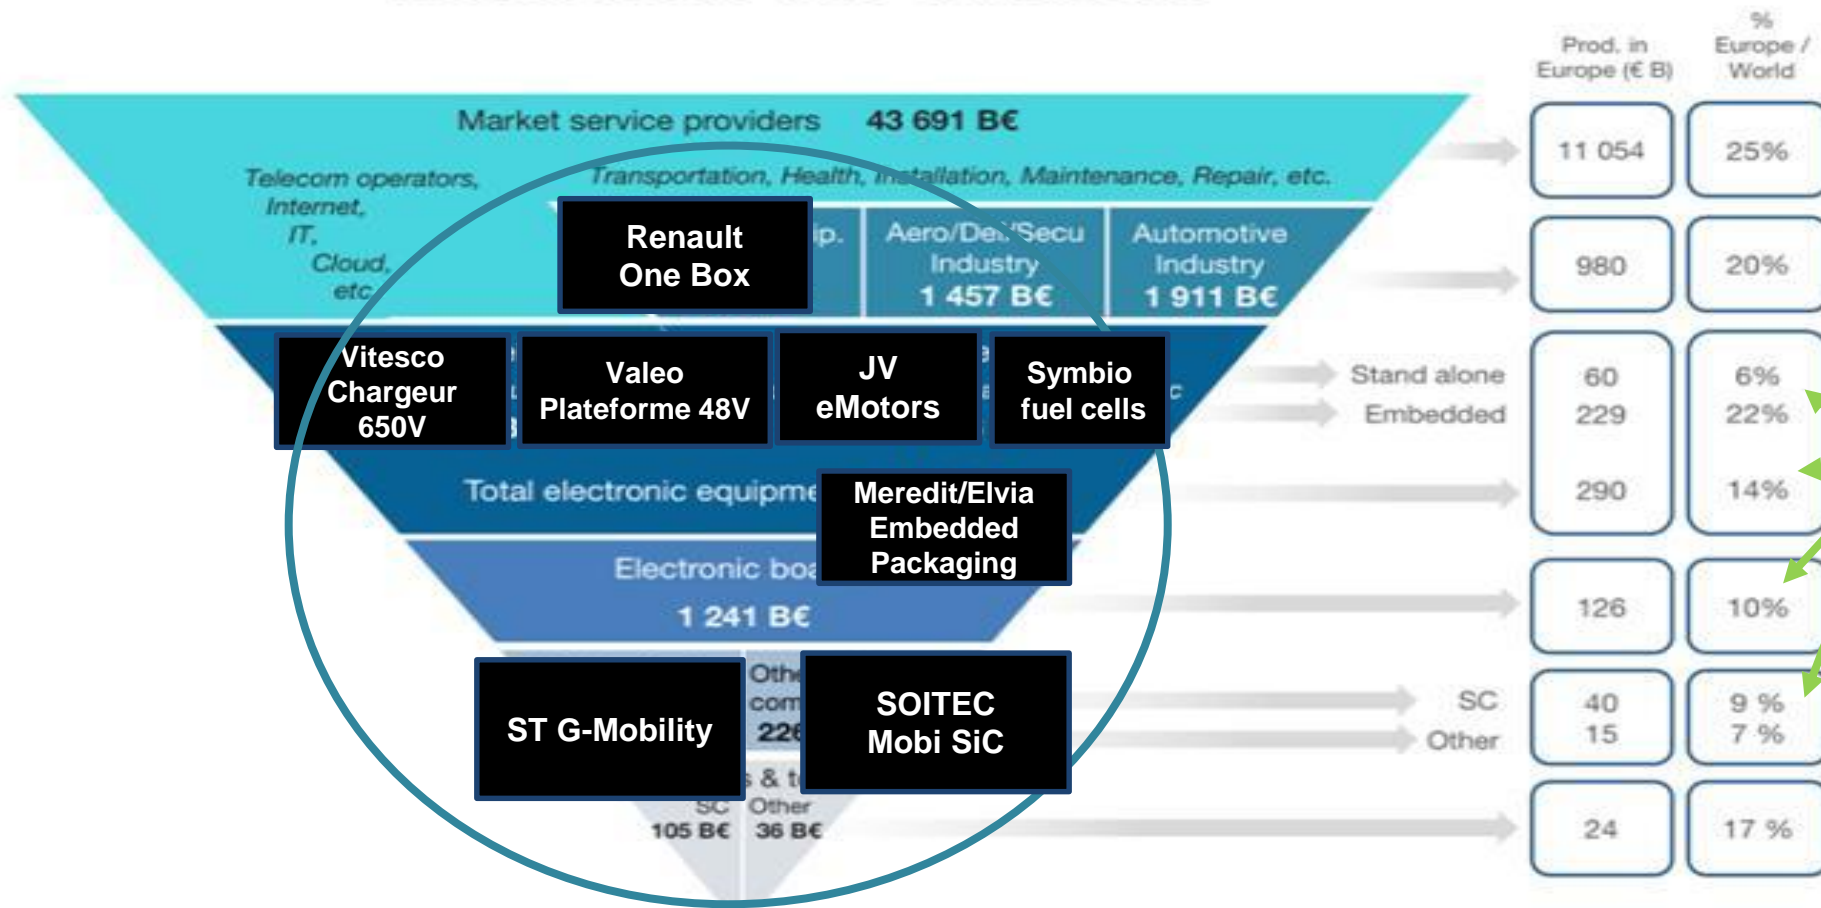 %
Prod. in
Europe /
Europe (€ B)
World
Market service providers 43 691 B€
11 054
25%
Telecom operators,
Internet,
IT,
Cloud,
etc
Transportation, Health, Installation, Maintenance, Repair, etc.
Renault
One Box
ip.
Aero/Def/Secu
Industry
1 457 B€
Automotive
Industry
1 911 B€
980
20%
Vitesco
Chargeur
650V
Valeo
Plateforme 48V
JV
eMotors
Symbio
fuel cells
c
Stand alone
60
6%
Embedded
229
22%
Total electronic equipme
290
14%
Meredit/Elvia
Embedded
Packaging
Electronic boa
1 241 B€
126
10%
ST G-Mobility
Othe
com
226
SOITEC
Mobi SiC
SC
40
9 %
Other
15
7 %
s & t
SC
105 B€
Other
36 B€
24
17 %